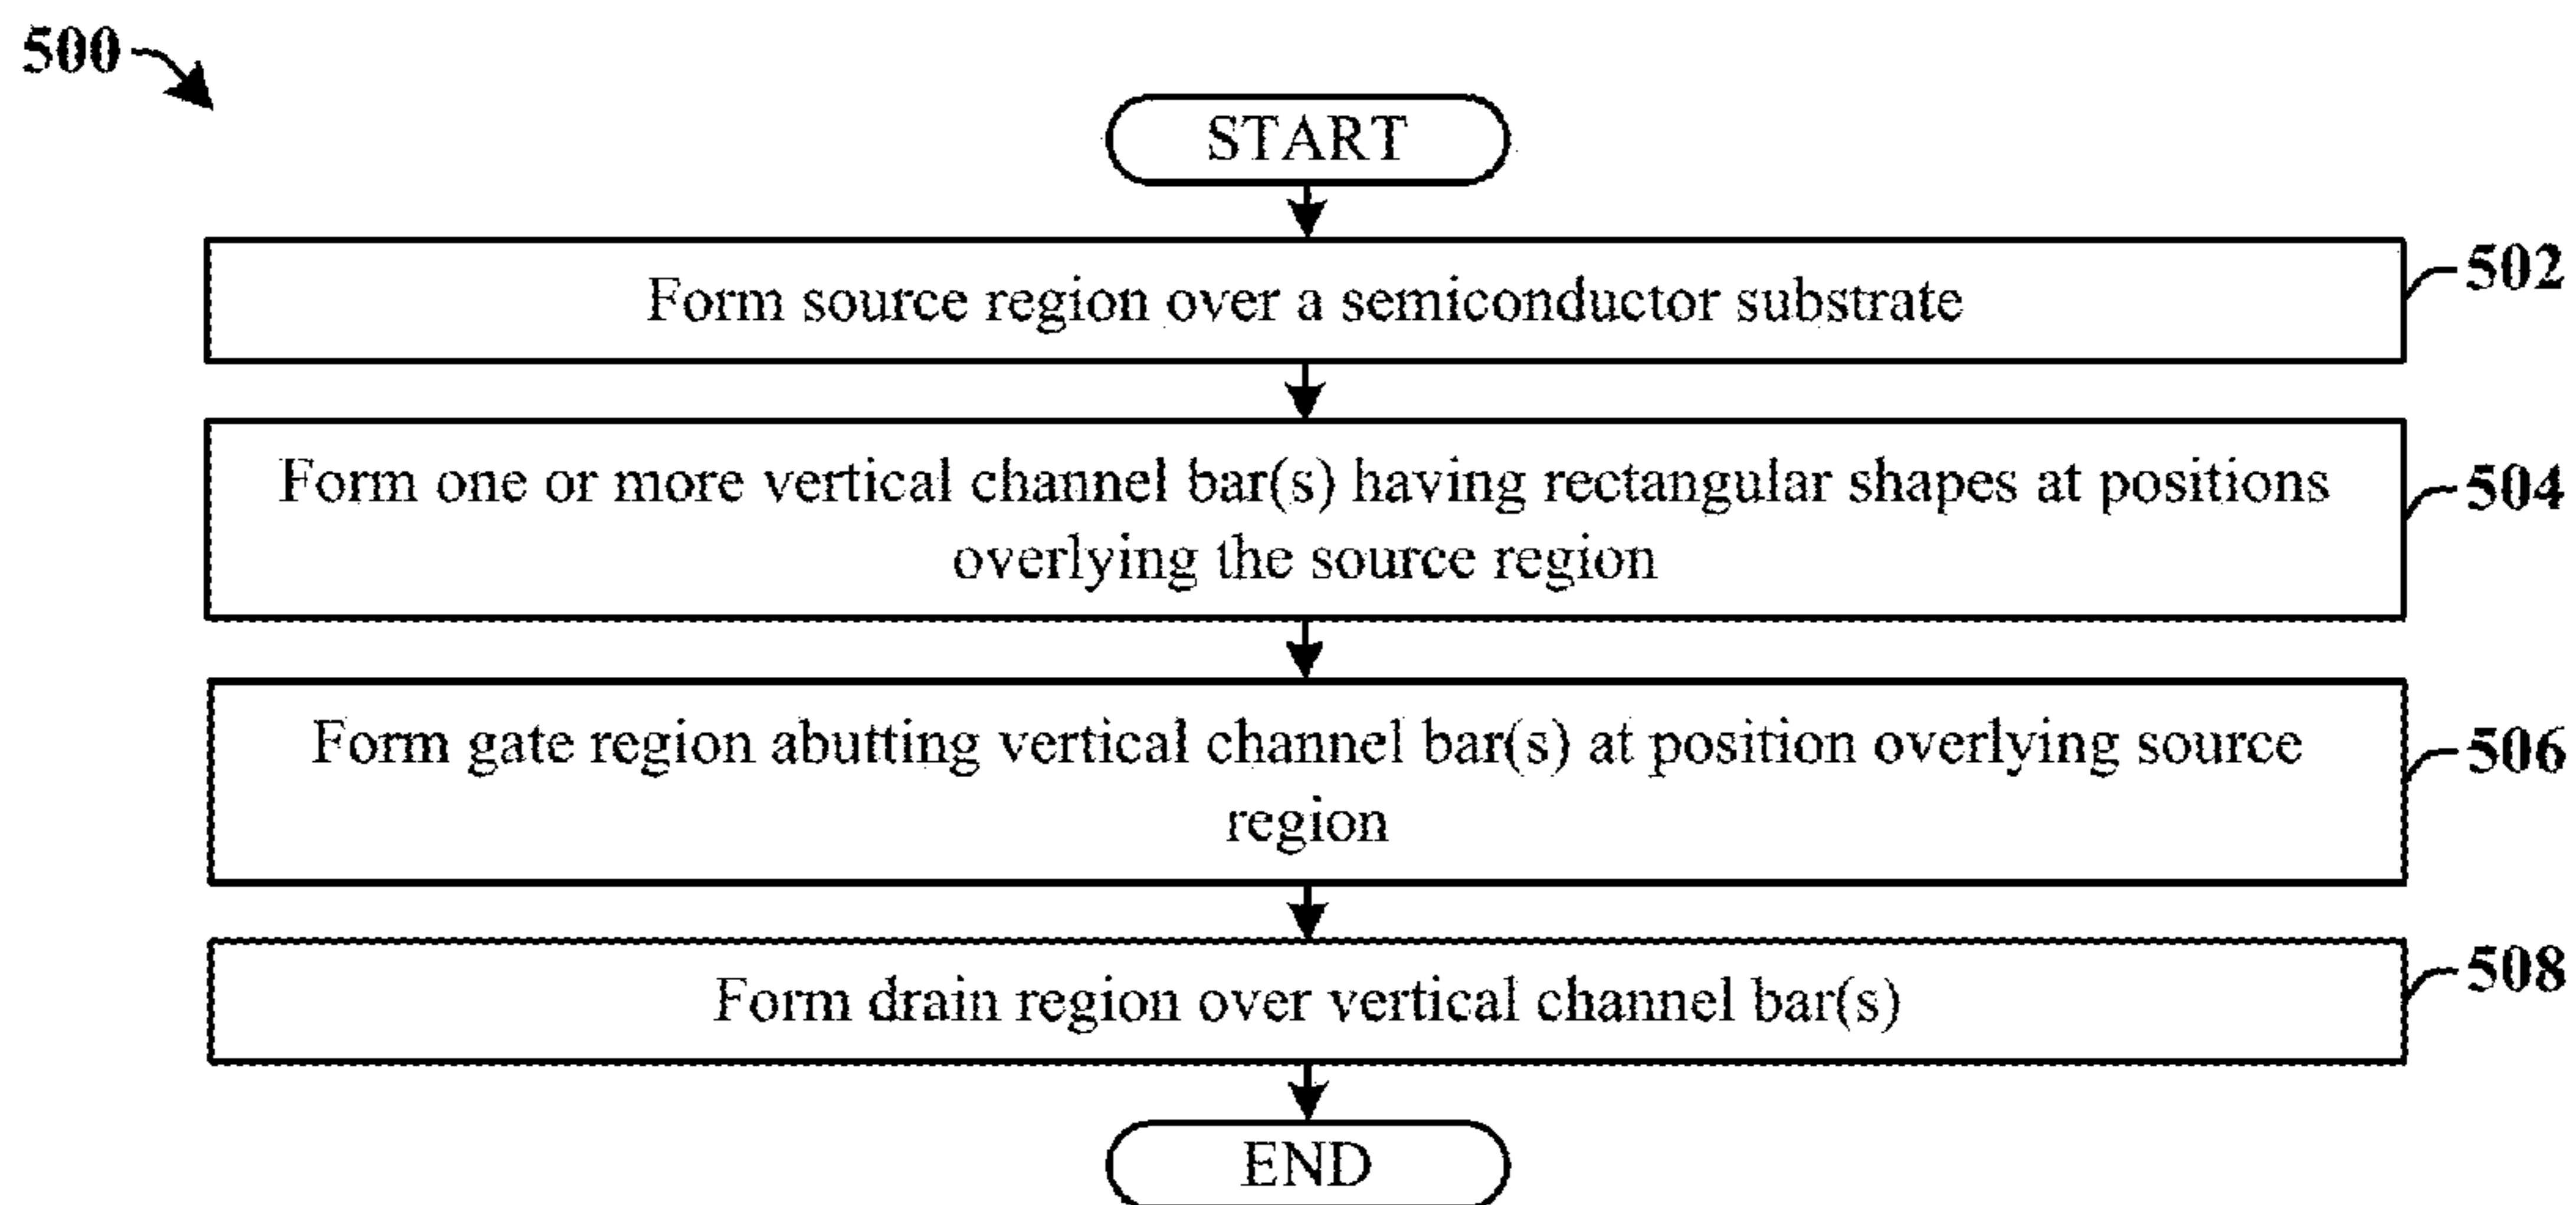 500
START
Form source region over a semiconductor substrate
502
Form one or more vertical channel bar(s) having rectangular shapes at positions
overlying the source region
504
Form gate region abutting vertical channel bar(s) at position overlying source
region
506
Form drain region over vertical channel bar(s)
508
END